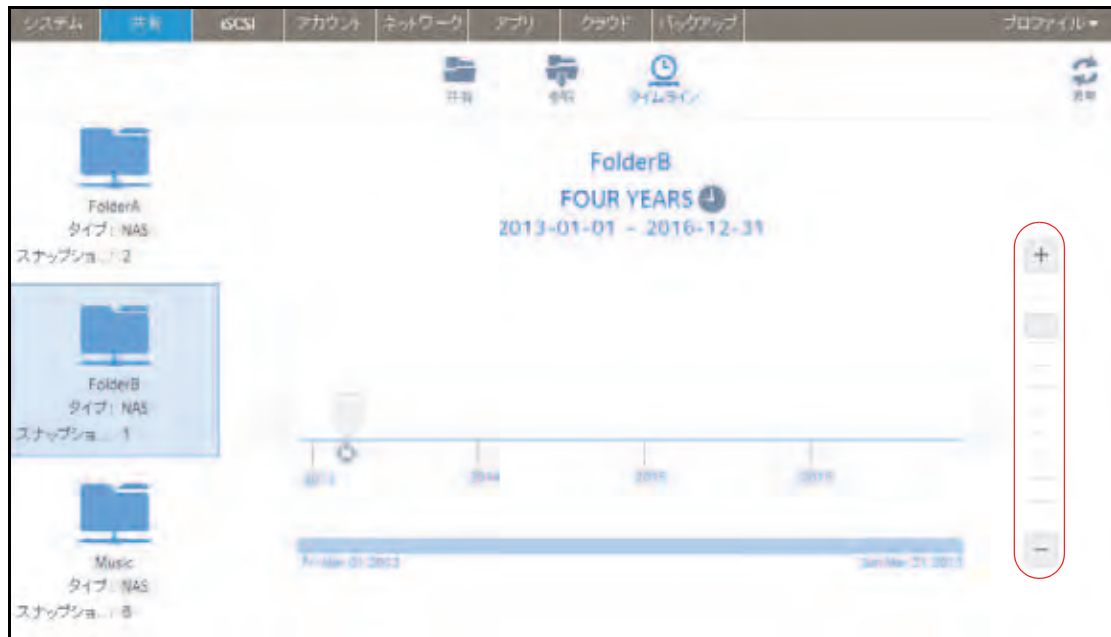 システム 共有 iSCSI アカウント ネットワーク アプリ クラウド バックアップ プロファイル
共有 参照 タイムライン 更新
FolderA
タイプ: NAS
スナップショ...: 2
FolderB
タイプ: NAS
スナップショ...: 1
Music
タイプ: NAS
スナップショ...: 8
FolderB
FOUR YEARS
2013-01-01 - 2016-12-31
+
2013 2014 2015 2016
−